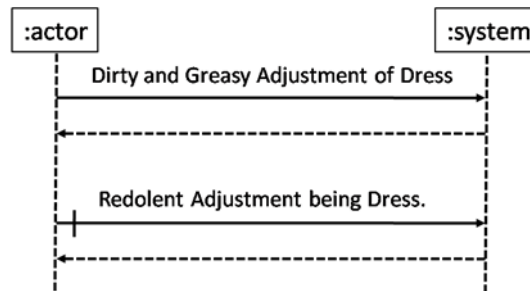 :actor
:system
Dirty and Greasy Adjustment of Dress
Redolent Adjustment being Dress.